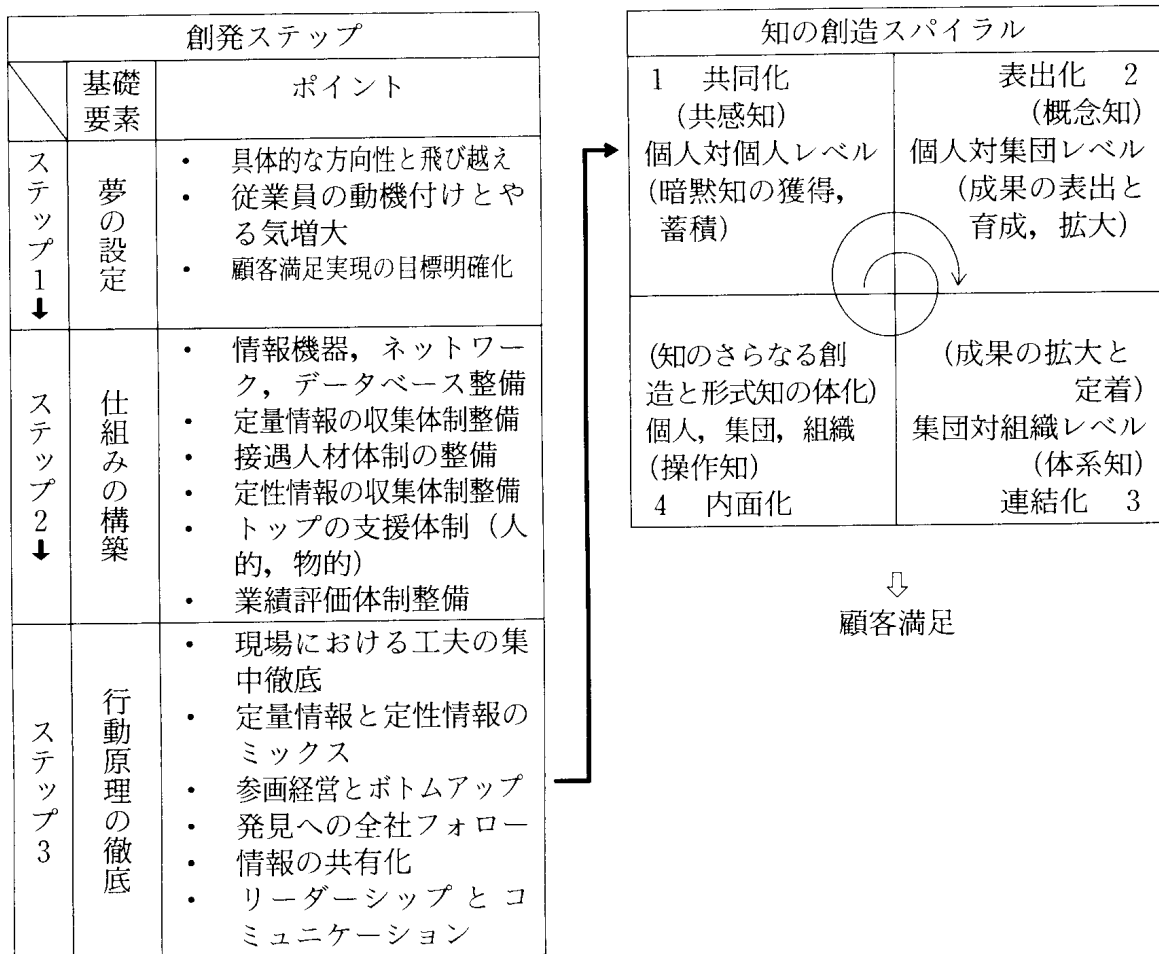 創発ステップ
基礎
要素
ポイント
ステップ1
夢の設定
・ 具体的な方向性と飛び越え
・ 従業員の動機付けとや
る気増大
・ 顧客満足実現の目標明確化
ステップ2
仕組みの構築
・ 情報機器，ネットワー
ク，データベース整備
・ 定量情報の収集体制整備
・ 接遇人材体制の整備
・ 定性情報の収集体制整備
・ トップの支援体制（人
的，物的）
・ 業績評価体制整備
ステップ3
行動原理の徹底
・ 現場における工夫の集
中徹底
・ 定量情報と定性情報の
ミックス
・ 参画経営とボトムアップ
・ 発見への全社フォロー
・ 情報の共有化
・ リーダーシップ と コ
ミュニケーション
知の創造スパイラル
1 共同化
(共感知)
個人対個人レベル
(暗黙知の獲得，
蓄積)
表出化 2
(概念知)
個人対集団レベル
(成果の表出と
育成，拡大)
(知のさらなる創
造と形式知の体化)
個人，集団，組織
(操作知)
4 内面化
(成果の拡大と
定着)
集団対組織レベル
(体系知)
連結化 3
顧客満足